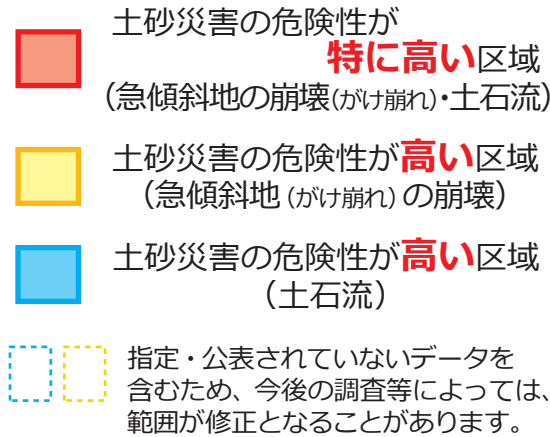 土砂災害の危険性が
特に高い区域
（急傾斜地の崩壊（がけ崩れ）・土石流）
土砂災害の危険性が高い区域
（急傾斜地（がけ崩れ）の崩壊）
土砂災害の危険性が高い区域
（土石流）
指定・公表されていないデータを
含むため、今後の調査等によっては、
範囲が修正となることがあります。